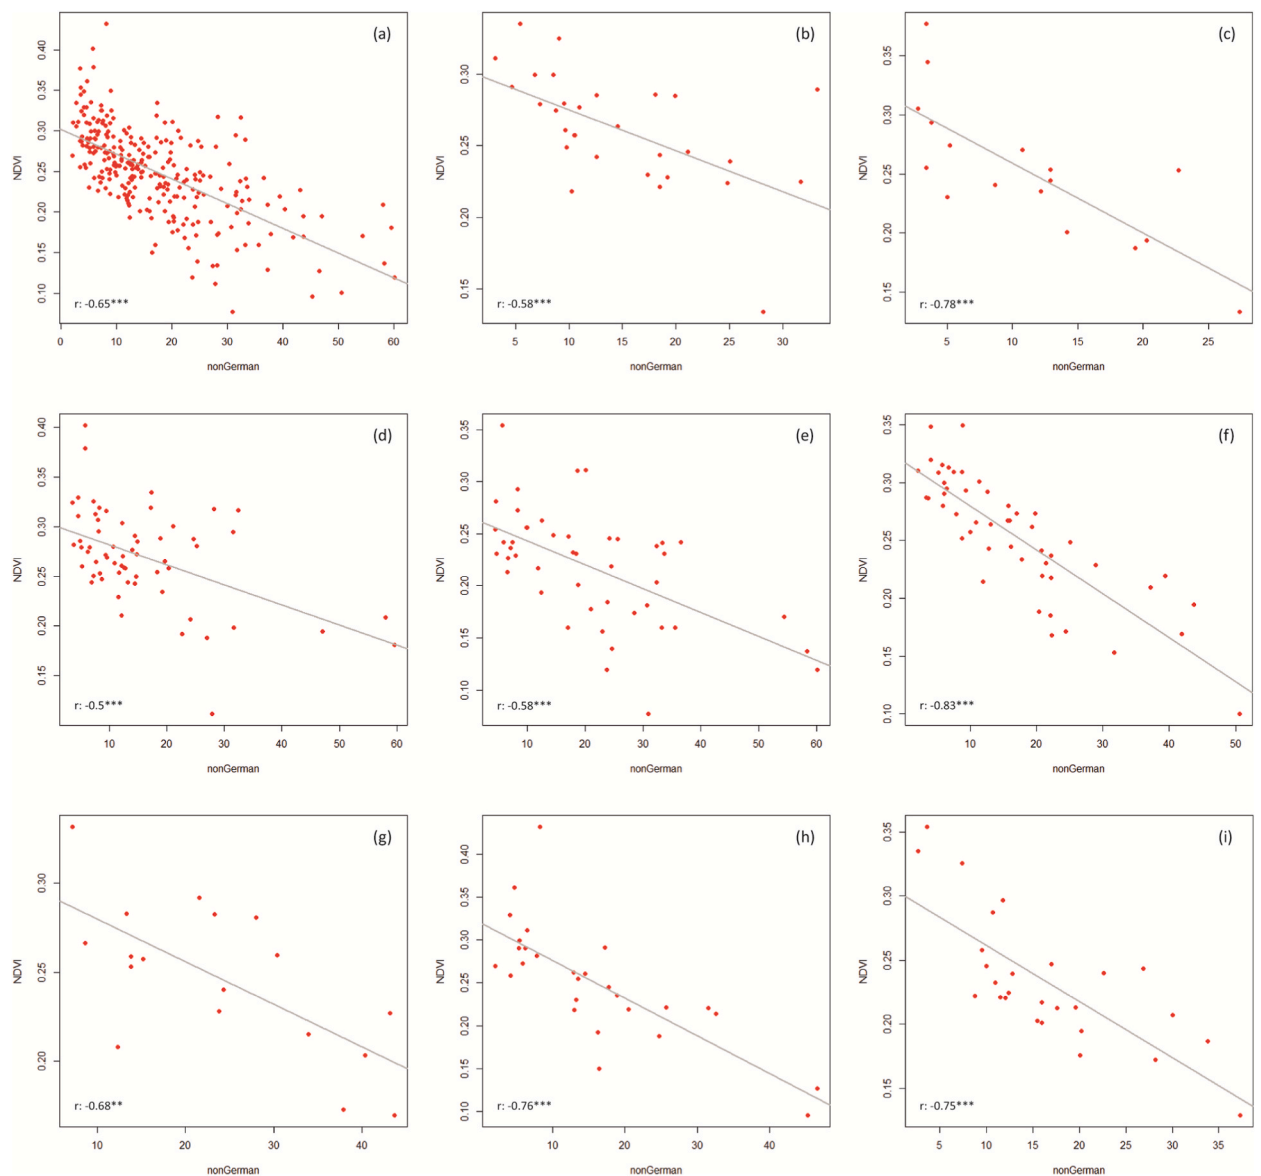 (a)
NDVI
0.10 0.15 0.20 0.25 0.30 0.35 0.40
r: -0.65***
0 10 20 30 40 50 60
nonGerman
(b)
NDVI
0.15 0.20 0.25 0.30
r: -0.58***
5 10 15 20 25 30
nonGerman
(c)
NDVI
0.15 0.20 0.25 0.30 0.35
r: -0.78***
5 10 15 20 25
nonGerman
(d)
NDVI
0.15 0.20 0.25 0.30 0.35 0.40
r: -0.5***
10 20 30 40 50 60
nonGerman
(e)
NDVI
0.10 0.15 0.20 0.25 0.30 0.35
r: -0.58***
10 20 30 40 50 60
nonGerman
(f)
NDVI
0.10 0.15 0.20 0.25 0.30 0.35
r: -0.83***
10 20 30 40 50
nonGerman
(g)
NDVI
0.20 0.25 0.30
r: -0.68**
10 20 30 40
nonGerman
(h)
NDVI
0.10 0.15 0.20 0.25 0.30 0.35 0.40
r: -0.76***
10 20 30 40
nonGerman
(i)
NDVI
0.15 0.20 0.25 0.30 0.35
r: -0.75***
5 10 15 20 25 30 35
nonGerman